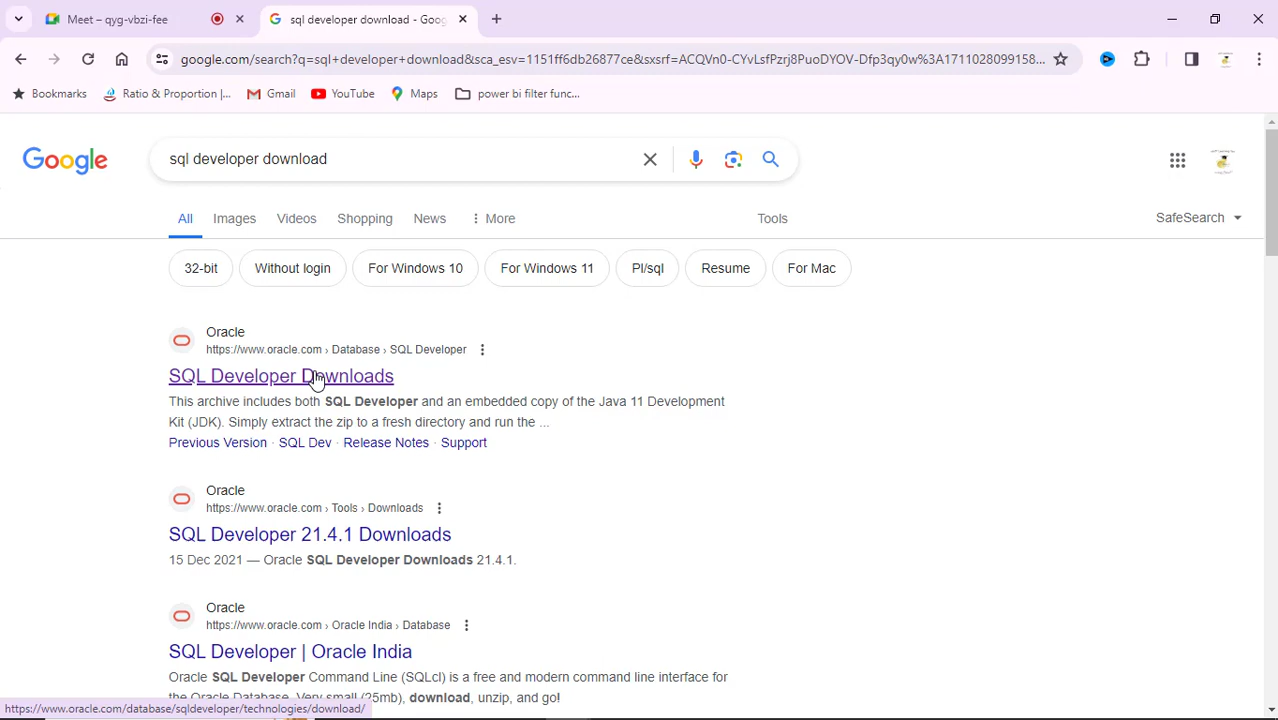 Meet – qyg-vbzi-fee
sql developer download - Goog
google.com/search?q=sql+developer+download&sca_esv=1151ff6db26877ce&sxsrf=ACQVn0-CYvLsfPzrj8PuoDYOV-Dfp3qy0w%3A1711028099158...
Bookmarks
Ratio & Proportion |...
Gmail
YouTube
Maps
power bi filter func...
Google
sql developer download
All
Images
Videos
Shopping
News
More
Tools
SafeSearch
32-bit
Without login
For Windows 10
For Windows 11
Pl/sql
Resume
For Mac
Oracle
https://www.oracle.com › Database › SQL Developer
SQL Developer Downloads
This archive includes both SQL Developer and an embedded copy of the Java 11 Development
Kit (JDK). Simply extract the zip to a fresh directory and run the ...
Previous Version · SQL Dev · Release Notes · Support
Oracle
https://www.oracle.com › Tools › Downloads
SQL Developer 21.4.1 Downloads
15 Dec 2021 — Oracle SQL Developer Downloads 21.4.1.
Oracle
https://www.oracle.com › Oracle India › Database
SQL Developer | Oracle India
Oracle SQL Developer Command Line (SQLcl) is a free and modern command line interface for
the Oracle Database. Very small (25mb), download, unzip, and go!
https://www.oracle.com/database/sqldeveloper/technologies/download/